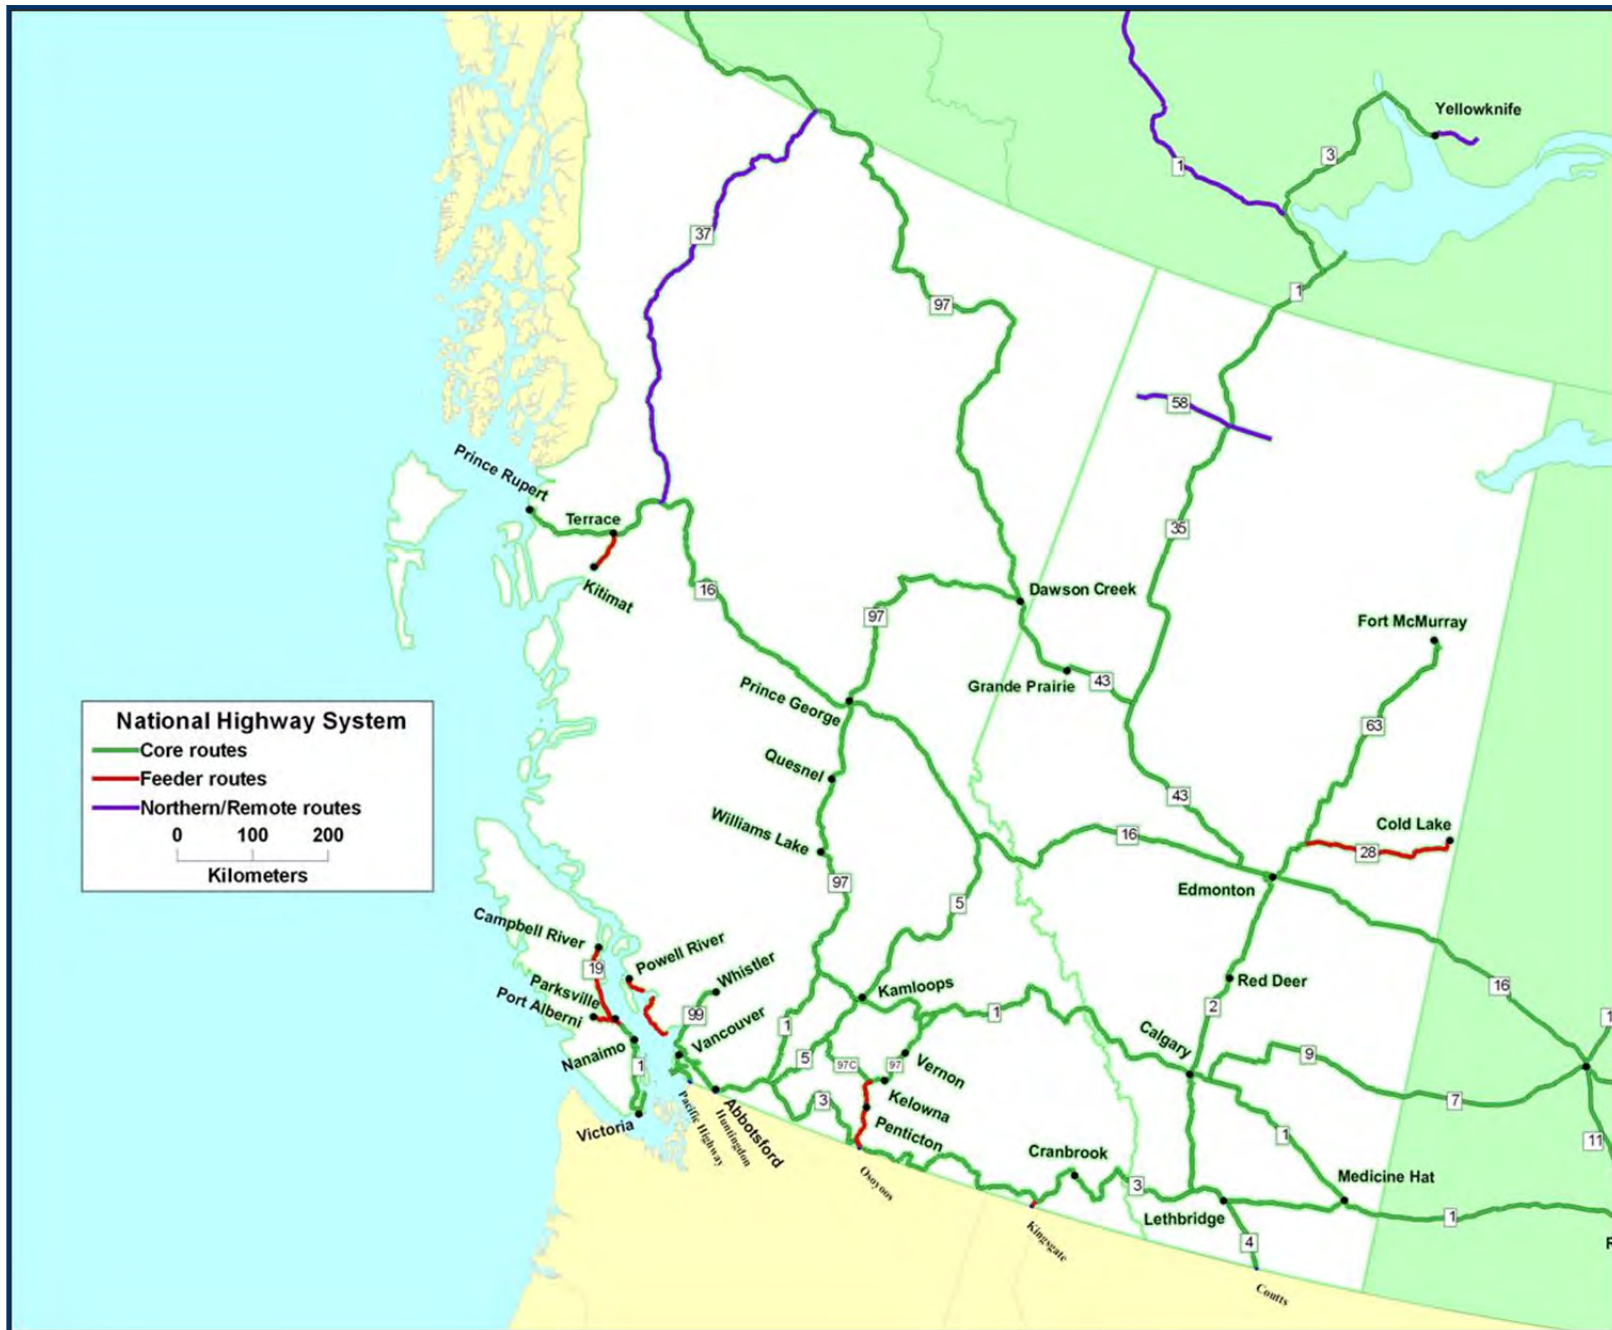 Yellowknife
3
1
37
97
1
58
Prince Rupert
Terrace
35
Kitimat
16
97
Dawson Creek
Fort McMurray
Grande Prairie
43
Prince George
63
National Highway System
Core routes
Feeder routes
Northern/Remote routes
0 100 200
Kilometers
Quesnel
43
Williams Lake
16
Cold Lake
28
97
Edmonton
5
Campbell River
19
Powell River
Whistler
Parksville
Port Alberni
Kamloops
Red Deer
16
99
Vancouver
1
1
2
1
Calgary
Nanaimo
1
5
97C
97
Vernon
9
Kelowna
7
3
Penticton
Victoria
Pacific Highway
Huntingdon
Abbotsford
1
11
Cranbrook
Osoyoos
3
Medicine Hat
Kingsgate
Lethbridge
1
4
R
Coutts